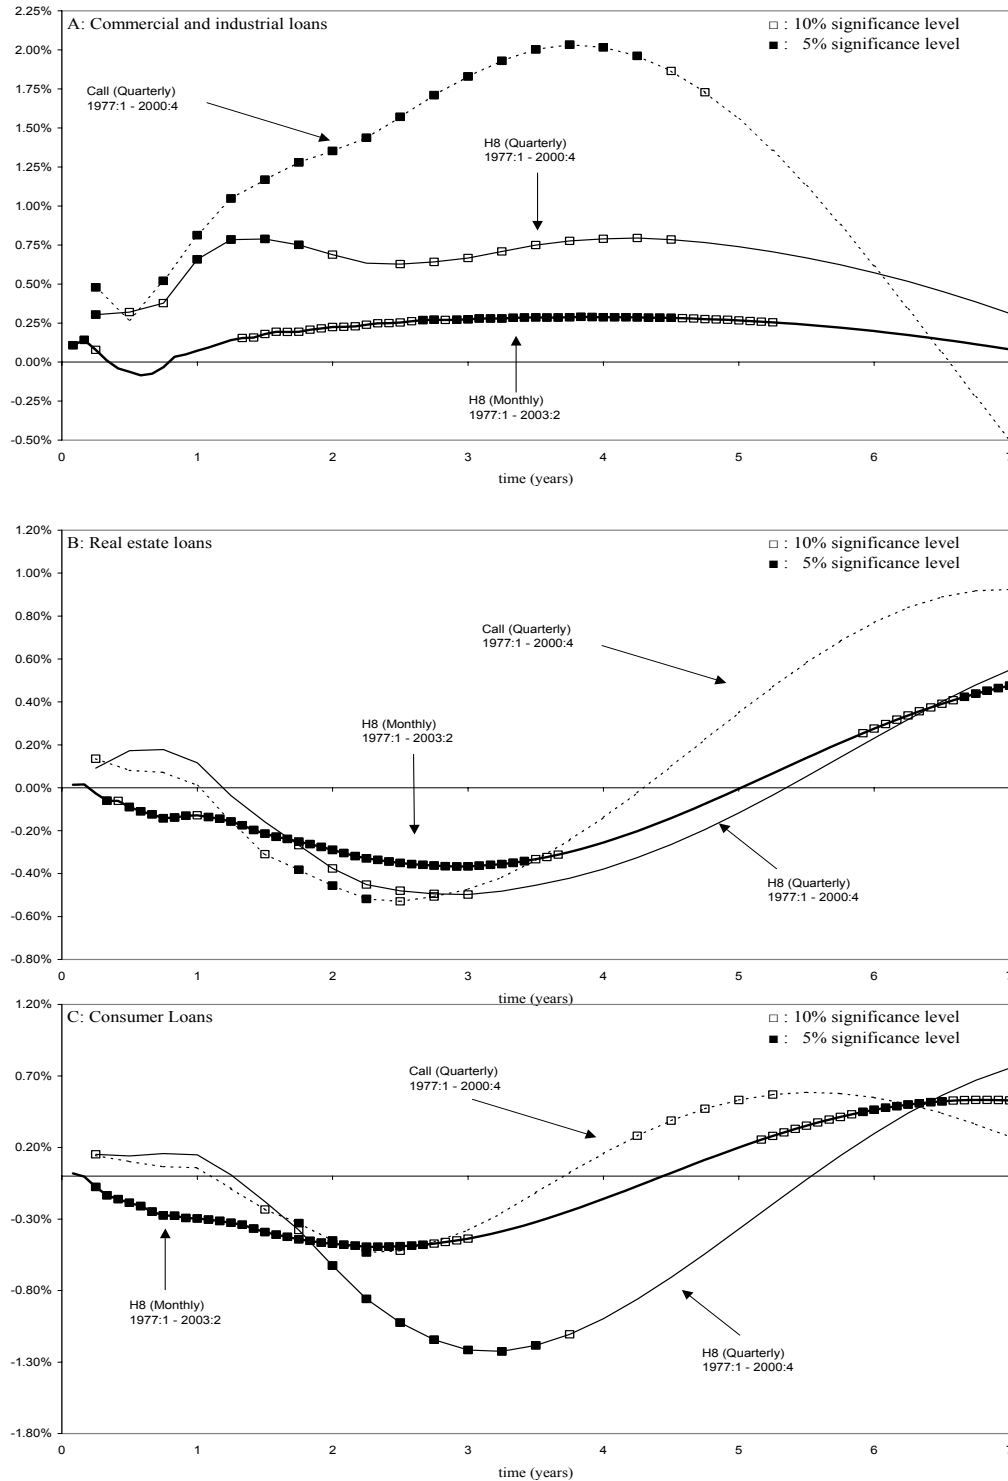 2.25%
A: Commercial and industrial loans
□ : 10% significance level
■ : 5% significance level
2.00%
1.75%
1.50%
1.25%
1.00%
0.75%
0.50%
0.25%
0.00%
-0.25%
-0.50%
Call (Quarterly)
1977:1 - 2000:4
H8 (Quarterly)
1977:1 - 2000:4
H8 (Monthly)
1977:1 - 2003:2
0 1 2 3 4 5 6 7
time (years)
1.20%
B: Real estate loans
□ : 10% significance level
■ : 5% significance level
1.00%
0.80%
0.60%
0.40%
0.20%
0.00%
-0.20%
-0.40%
-0.60%
-0.80%
Call (Quarterly)
1977:1 - 2000:4
H8 (Monthly)
1977:1 - 2003:2
H8 (Quarterly)
1977:1 - 2000:4
0 1 2 3 4 5 6 7
time (years)
1.20%
C: Consumer Loans
□ : 10% significance level
■ : 5% significance level
0.70%
0.20%
-0.30%
-0.80%
-1.30%
-1.80%
Call (Quarterly)
1977:1 - 2000:4
H8 (Monthly)
1977:1 - 2003:2
H8 (Quarterly)
1977:1 - 2000:4
0 1 2 3 4 5 6 7
time (years)